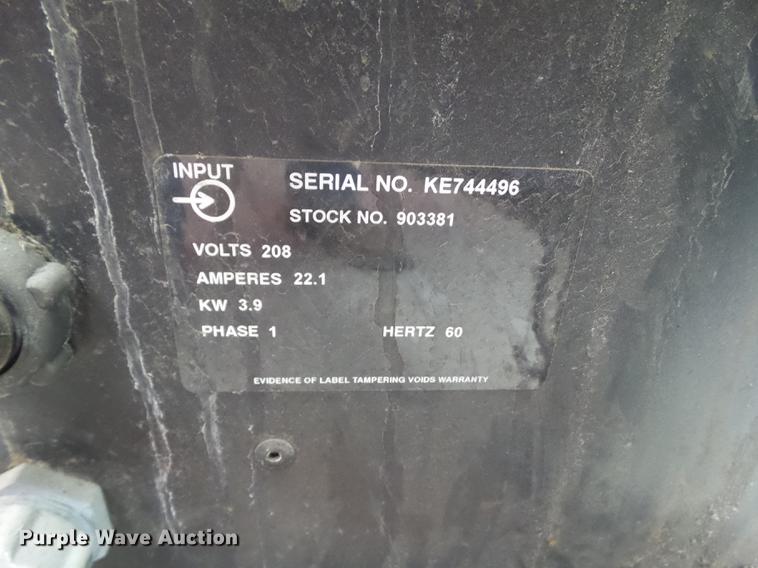 INPUT
SERIAL NO. KE744496
STOCK NO. 903381
VOLTS 208
AMPERES 22.1
KW 3.9
PHASE 1 HERTZ 60
EVIDENCE OF LABEL TAMPERING VOIDS WARRANTY
Purple Wave Auction